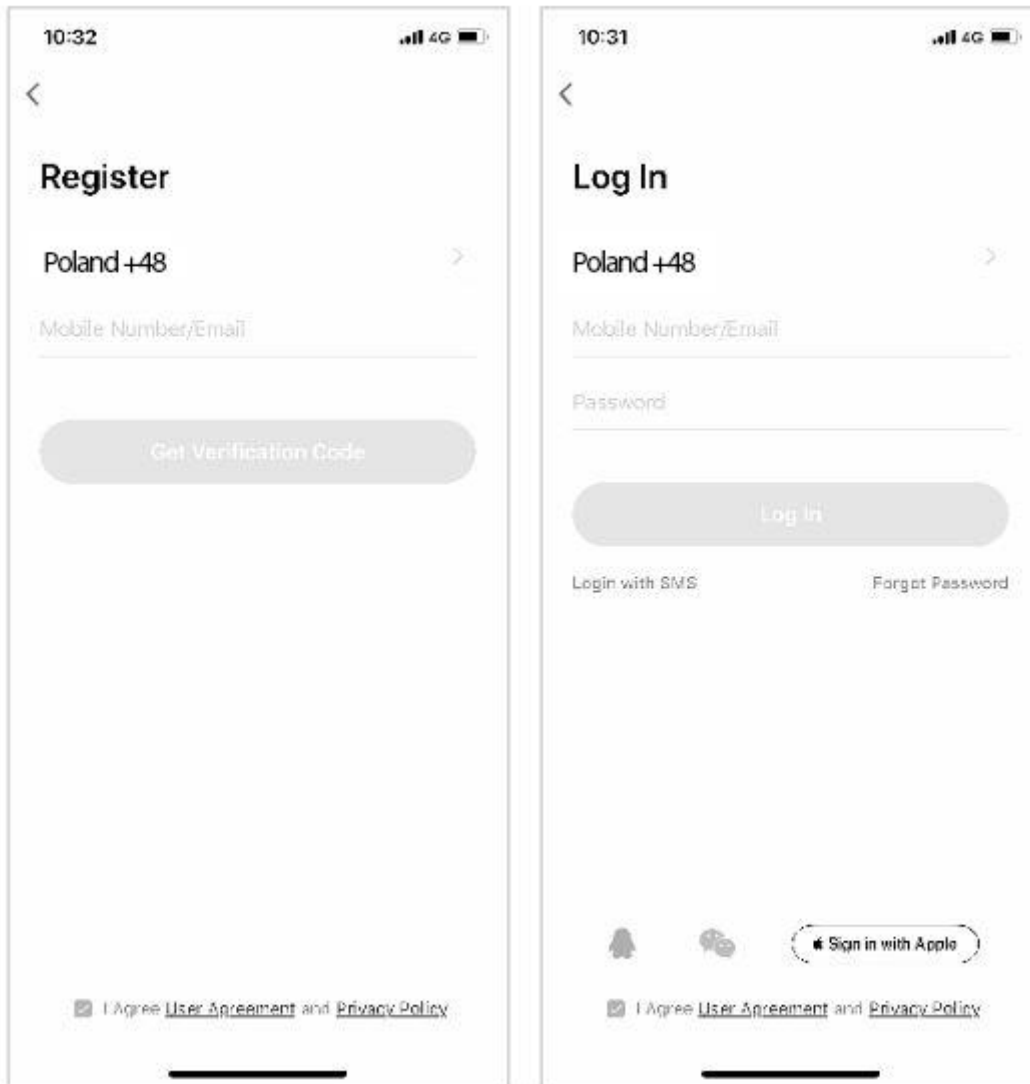 10:32
4G
Register
Poland +48
Mobile Number/Email
Get Verification Code
I Agree User Agreement and Privacy Policy
10:31
4G
Log In
Poland +48
Mobile Number/Email
Password
Log In
Login with SMS
Forgot Password
Sign in with Apple
I Agree User Agreement and Privacy Policy